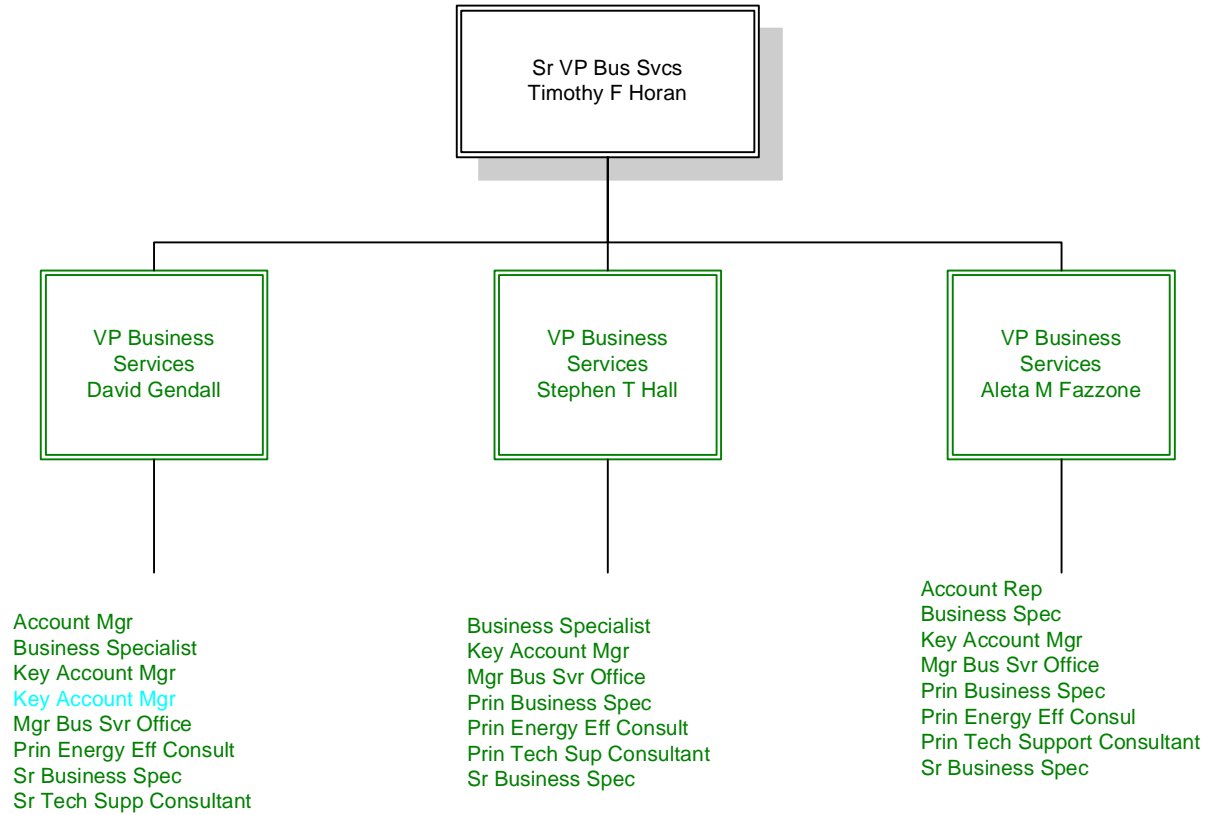 Sr VP Bus Svcs
Timothy F Horan
VP Business
Services
David Gendall
VP Business
Services
Stephen T Hall
VP Business
Services
Aleta M Fazzone
Account Mgr
Business Specialist
Key Account Mgr
Key Account Mgr
Mgr Bus Svr Office
Prin Energy Eff Consult
Sr Business Spec
Sr Tech Supp Consultant
Business Specialist
Key Account Mgr
Mgr Bus Svr Office
Prin Business Spec
Prin Energy Eff Consult
Prin Tech Sup Consultant
Sr Business Spec
Account Rep
Business Spec
Key Account Mgr
Mgr Bus Svr Office
Prin Business Spec
Prin Energy Eff Consul
Prin Tech Support Consultant
Sr Business Spec